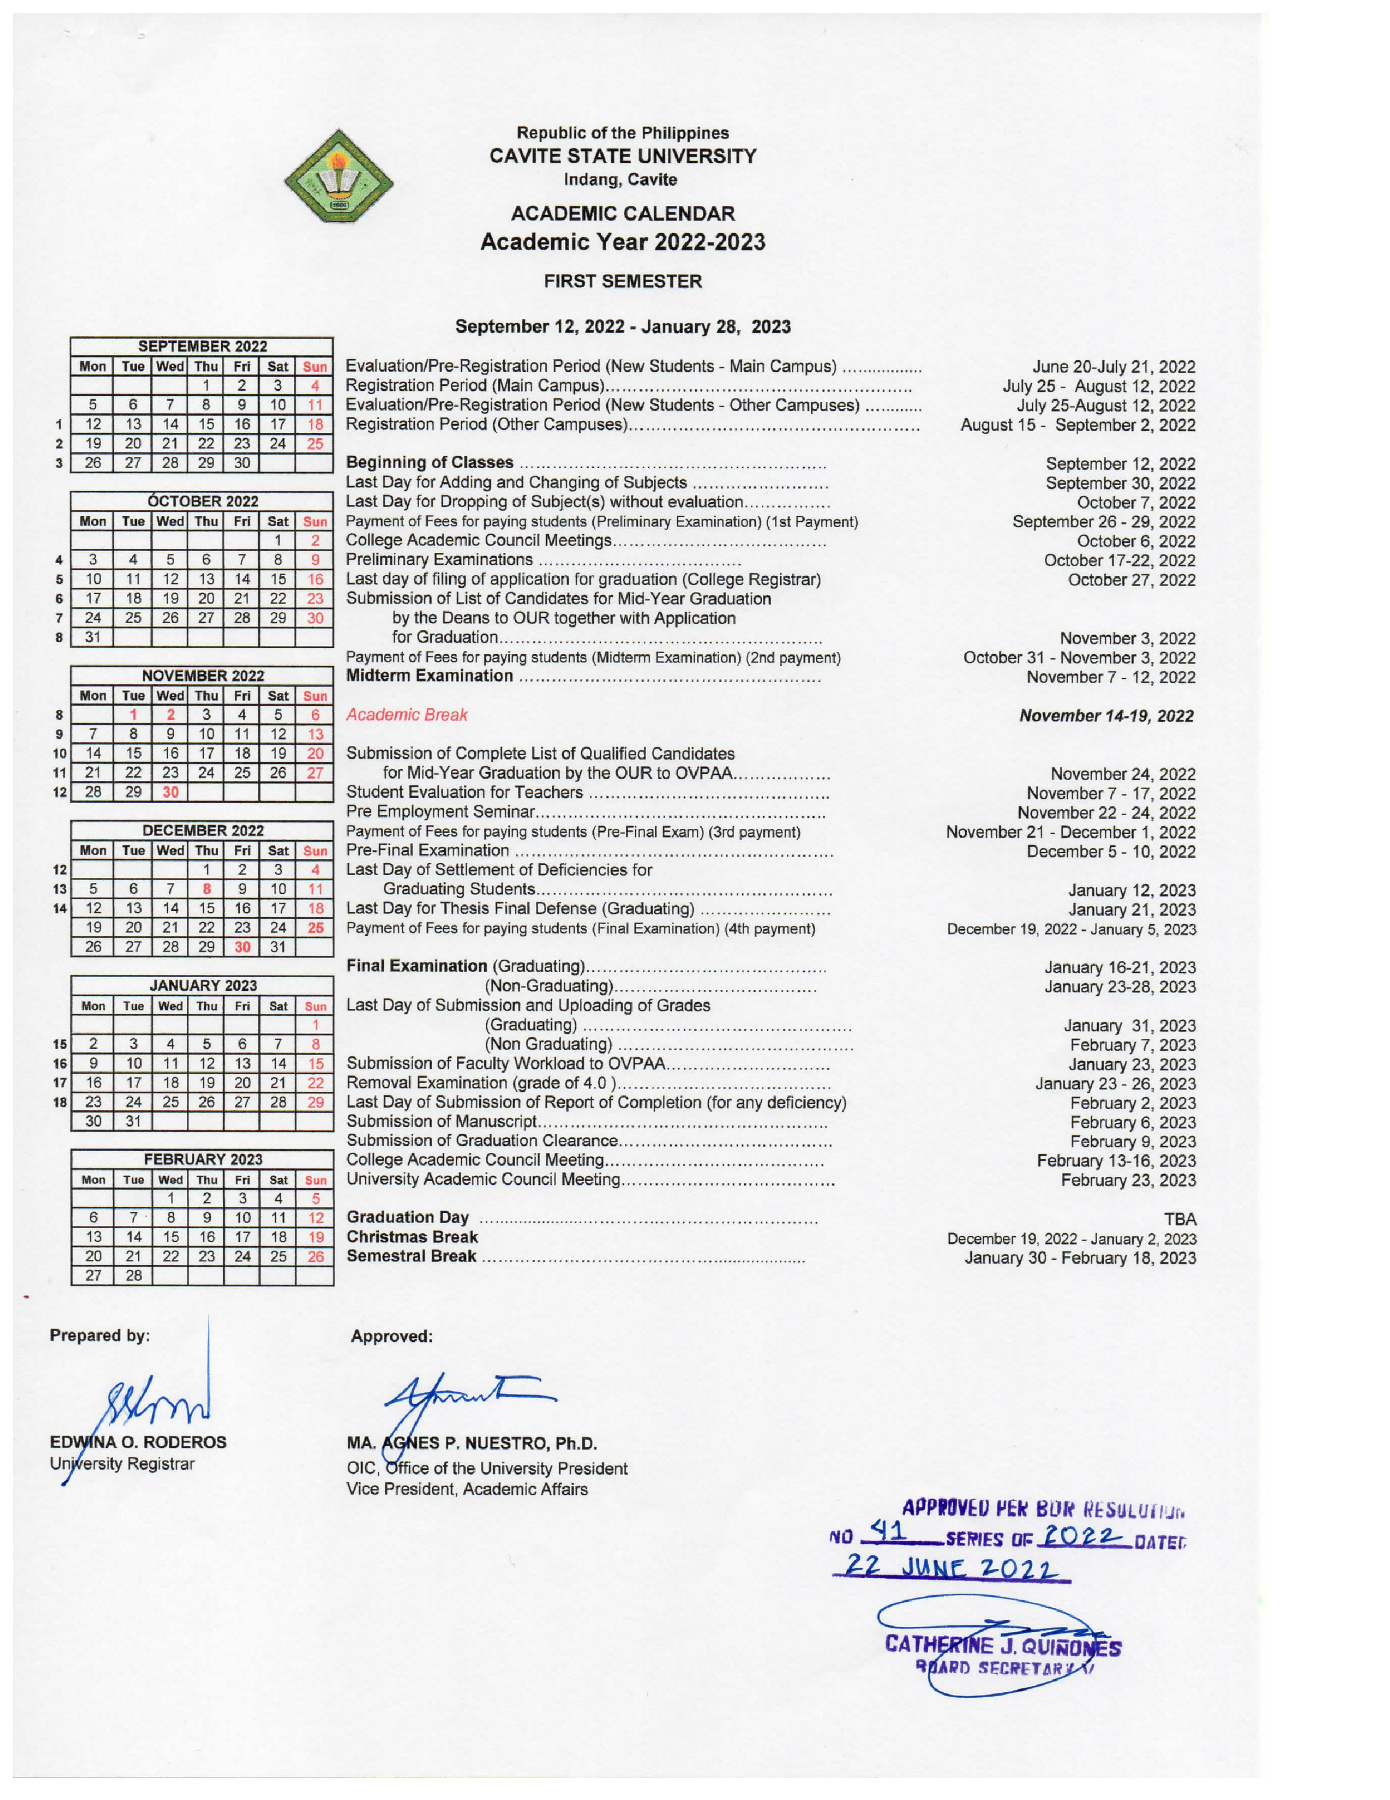 Republic of the Philippines
CAVITE STATE UNIVERSITY
Indang, Cavite
ACADEMIC CALENDAR
Academic Year 2022-2023
FIRST SEMESTER
September 12, 2022 - January 28, 2023
SEPTEMBER 2022
Mon Tue Wed Thu Fri Sat Sun
1 2 3 4
5 6 7 8 9 10 11
1 12 13 14 15 16 17 18
2 19 20 21 22 23 24 25
3 26 27 28 29 30
OCTOBER 2022
Mon Tue Wed Thu Fri Sat Sun
1 2
4 3 4 5 6 7 8 9
5 10 11 12 13 14 15 16
6 17 18 19 20 21 22 23
7 24 25 26 27 28 29 30
8 31
NOVEMBER 2022
Mon Tue Wed Thu Fri Sat Sun
8 1 2 3 4 5 6
9 7 8 9 10 11 12 13
10 14 15 16 17 18 19 20
11 21 22 23 24 25 26 27
12 28 29 30
DECEMBER 2022
Mon Tue Wed Thu Fri Sat Sun
12 1 2 3 4
13 5 6 7 8 9 10 11
14 12 13 14 15 16 17 18
19 20 21 22 23 24 25
26 27 28 29 30 31
JANUARY 2023
Mon Tue Wed Thu Fri Sat Sun
1
15 2 3 4 5 6 7 8
16 9 10 11 12 13 14 15
17 16 17 18 19 20 21 22
18 23 24 25 26 27 28 29
30 31
FEBRUARY 2023
Mon Tue Wed Thu Fri Sat Sun
1 2 3 4 5
6 7 8 9 10 11 12
13 14 15 16 17 18 19
20 21 22 23 24 25 26
27 28
Evaluation/Pre-Registration Period (New Students - Main Campus) ................ June 20-July 21, 2022
Registration Period (Main Campus)................ July 25 - August 12, 2022
Evaluation/Pre-Registration Period (New Students - Other Campuses) ............ July 25-August 12, 2022
Registration Period (Other Campuses)................ August 15 - September 2, 2022
Beginning of Classes ................ September 12, 2022
Last Day for Adding and Changing of Subjects ................ September 30, 2022
Last Day for Dropping of Subject(s) without evaluation................ October 7, 2022
Payment of Fees for paying students (Preliminary Examination) (1st Payment) September 26 - 29, 2022
College Academic Council Meetings................ October 6, 2022
Preliminary Examinations ................ October 17-22, 2022
Last day of filing of application for graduation (College Registrar) October 27, 2022
Submission of List of Candidates for Mid-Year Graduation
by the Deans to OUR together with Application
for Graduation................ November 3, 2022
Payment of Fees for paying students (Midterm Examination) (2nd payment) October 31 - November 3, 2022
Midterm Examination ................ November 7 - 12, 2022
Academic Break November 14-19, 2022
Submission of Complete List of Qualified Candidates
for Mid-Year Graduation by the OUR to OVPAA................ November 24, 2022
Student Evaluation for Teachers ................ November 7 - 17, 2022
Pre Employment Seminar................ November 22 - 24, 2022
Payment of Fees for paying students (Pre-Final Exam) (3rd payment) November 21 - December 1, 2022
Pre-Final Examination ................ December 5 - 10, 2022
Last Day of Settlement of Deficiencies for
Graduating Students................ January 12, 2023
Last Day for Thesis Final Defense (Graduating) ................ January 21, 2023
Payment of Fees for paying students (Final Examination) (4th payment) December 19, 2022 - January 5, 2023
Final Examination (Graduating)................ January 16-21, 2023
(Non-Graduating)................ January 23-28, 2023
Last Day of Submission and Uploading of Grades
(Graduating) ................ January 31, 2023
(Non Graduating) ................ February 7, 2023
Submission of Faculty Workload to OVPAA................ January 23, 2023
Removal Examination (grade of 4.0 )................ January 23 - 26, 2023
Last Day of Submission of Report of Completion (for any deficiency) February 2, 2023
Submission of Manuscript................ February 6, 2023
Submission of Graduation Clearance................ February 9, 2023
College Academic Council Meeting................ February 13-16, 2023
University Academic Council Meeting................ February 23, 2023
Graduation Day ................ TBA
Christmas Break December 19, 2022 - January 2, 2023
Semestral Break ................ January 30 - February 18, 2023
Prepared by:
EDWINA O. RODEROS
University Registrar
Approved:
MA. AGNES P. NUESTRO, Ph.D.
OIC, Office of the University President
Vice President, Academic Affairs
APPROVED PER BOR RESOLUTION
NO 41 SERIES OF 2022 DATED
22 JUNE 2022
CATHERINE J. QUIÑONES
BOARD SECRETARY V